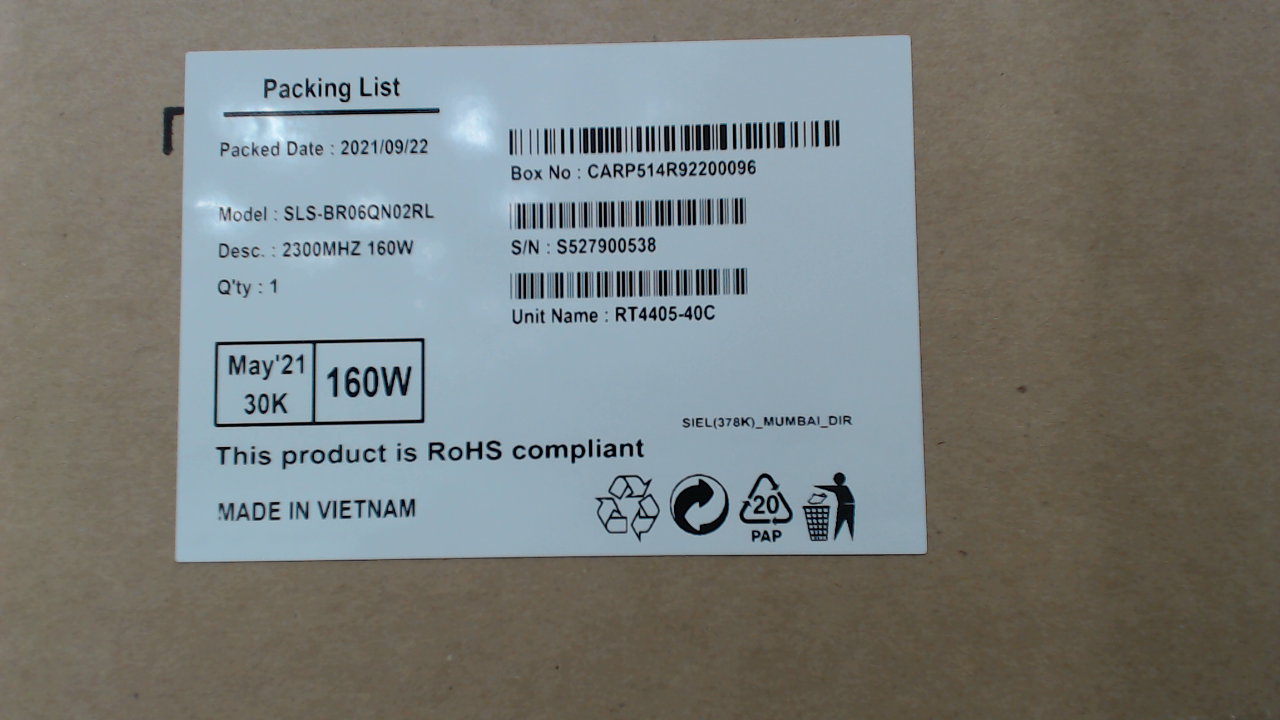 Packing List
Packed Date : 2021/09/22
Box No : CARP514R92200096
Model : SLS-BR06QN02RL
S/N : S527900538
Desc. : 2300MHZ 160W
Q'ty : 1
Unit Name : RT4405-40C
May'21
30K
160W
SIEL(378K)_MUMBAI_DIR
This product is RoHS compliant
MADE IN VIETNAM
20
PAP